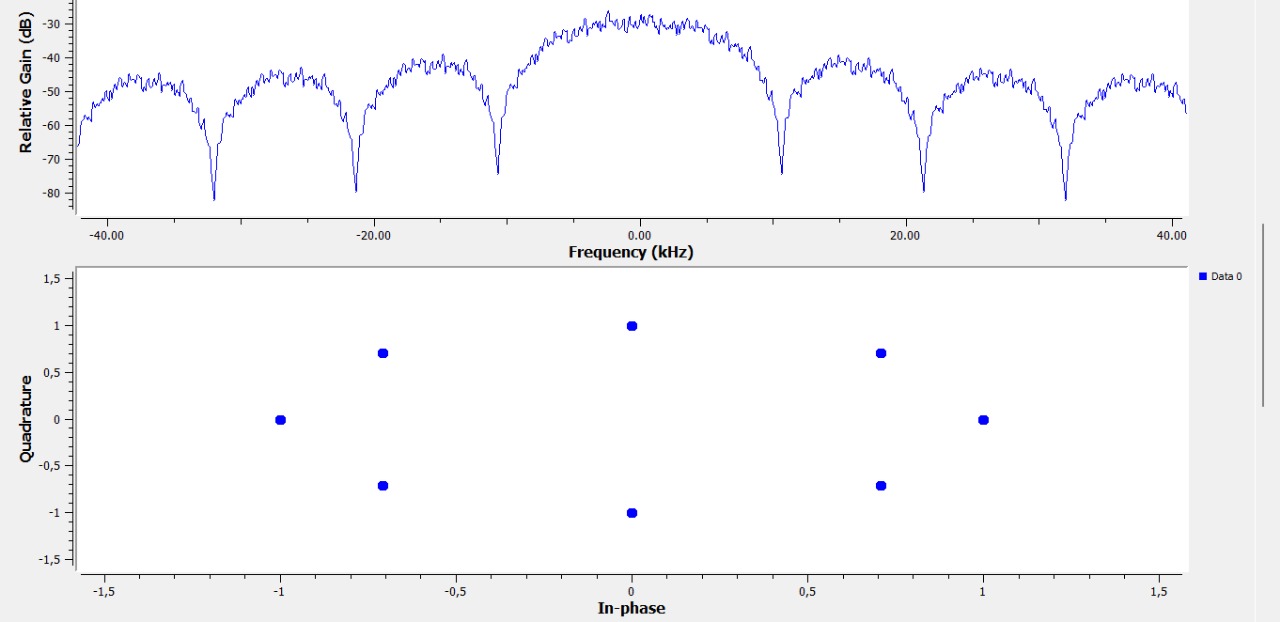 Relative Gain (dB)
-30
-40
-50
-60
-70
-80
-40.00 -20.00 0.00 20.00 40.00
Frequency (kHz)
Quadrature
1,5
1
0,5
0
-0,5
-1
-1,5
Data 0
-1,5 -1 -0,5 0 0,5 1 1,5
In-phase